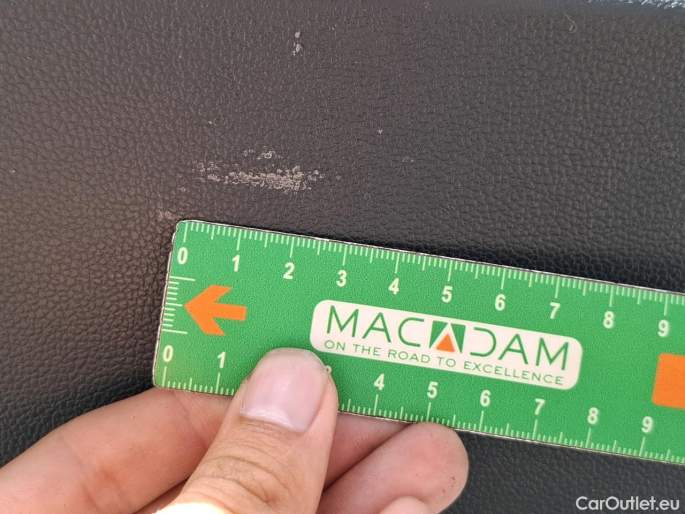 0 1 2 3 4 5 6 7 8 9
MACADAM
ON THE ROAD TO EXCELLENCE
0 1 3 4 5 6 7 8 9
CarOutlet.eu